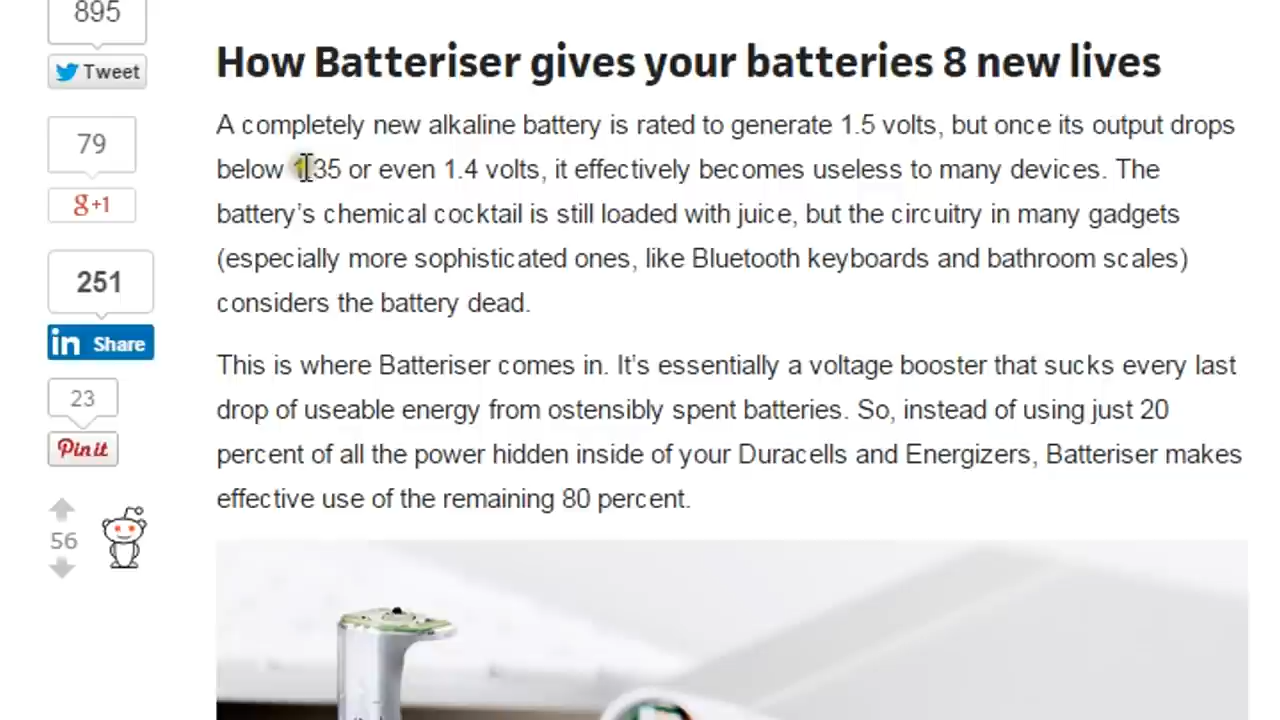 895
Tweet
79
g+1
251
in Share
23
Pin it
56
How Batteriser gives your batteries 8 new lives
A completely new alkaline battery is rated to generate 1.5 volts, but once its output drops
below 1.35 or even 1.4 volts, it effectively becomes useless to many devices. The
battery’s chemical cocktail is still loaded with juice, but the circuitry in many gadgets
(especially more sophisticated ones, like Bluetooth keyboards and bathroom scales)
considers the battery dead.
This is where Batteriser comes in. It’s essentially a voltage booster that sucks every last
drop of useable energy from ostensibly spent batteries. So, instead of using just 20
percent of all the power hidden inside of your Duracells and Energizers, Batteriser makes
effective use of the remaining 80 percent.